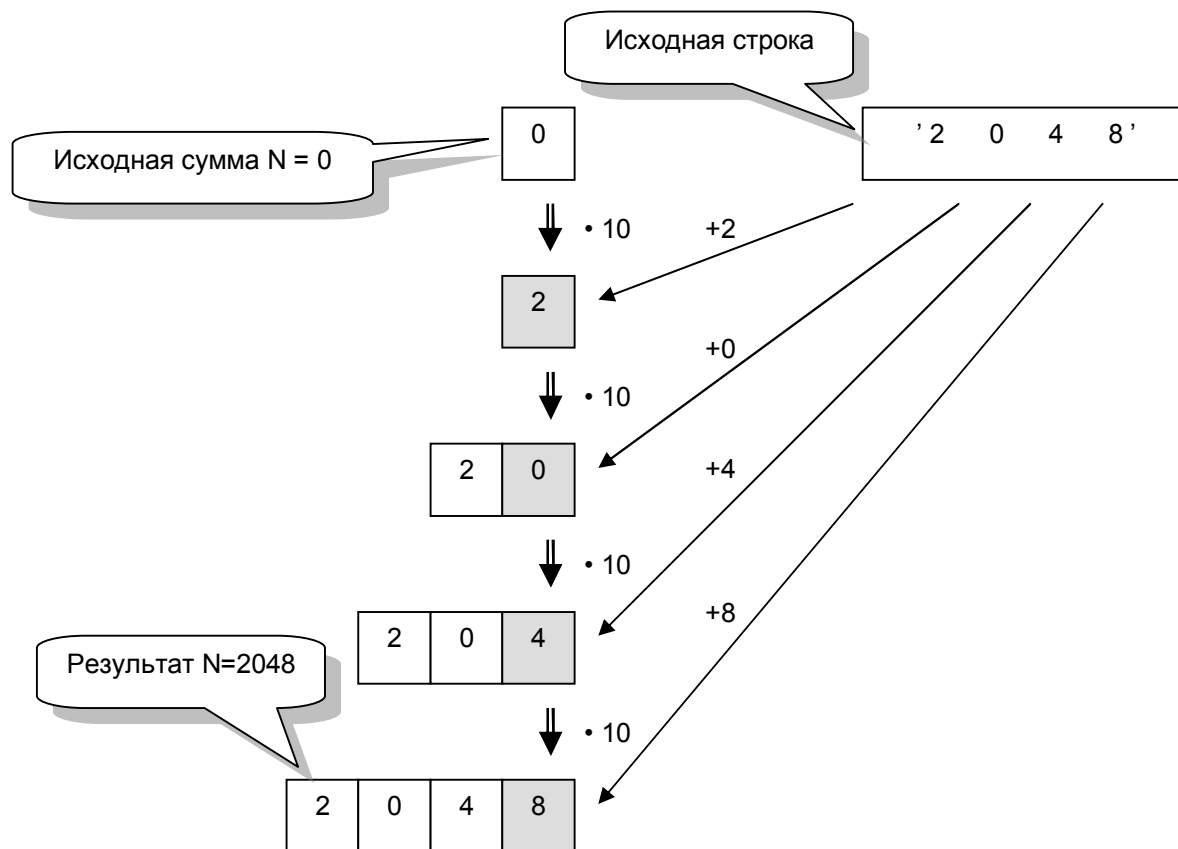 Исходная строка
0
’ 2 0 4 8 ’
Исходная сумма N = 0
• 10
+2
2
+0
• 10
2 0
+4
• 10
+8
2 0 4
Результат N=2048
• 10
2 0 4 8